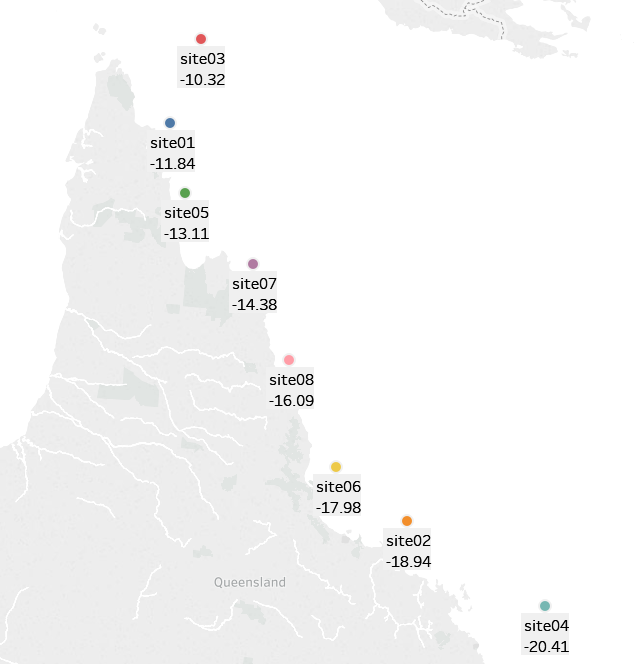 site03
-10.32
site01
-11.84
site05
-13.11
site07
-14.38
site08
-16.09
site06
-17.98
site02
-18.94
Queensland
site04
-20.41